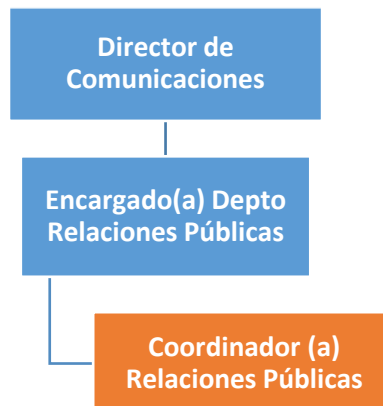 Director de
Comunicaciones
Encargado(a) Depto
Relaciones Públicas
Coordinador (a)
Relaciones Públicas